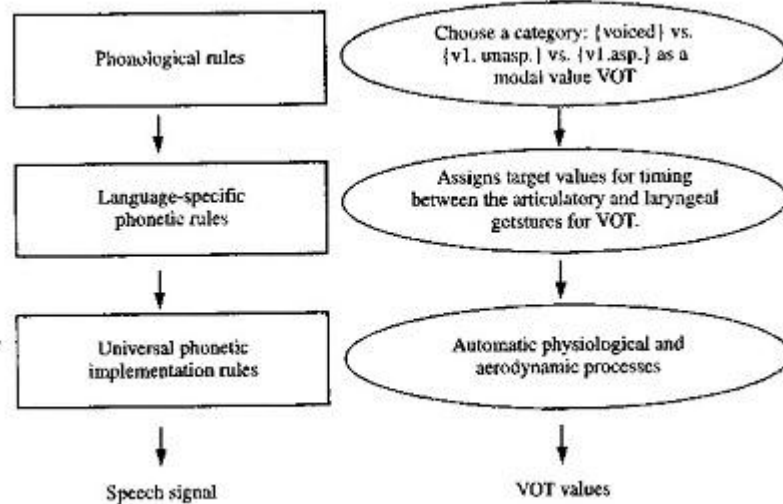 Phonological rules
Choose a category: {voiced} vs.
{v1. unasp.} vs. {v1.asp.} as a
modal value VOT
Language-specific
phonetic rules
Assigns target values for timing
between the articulatory and laryngeal
getstures for VOT.
Universal phonetic
implementation rules
Automatic physiological and
aerodynamic processes
Speech signal
VOT values